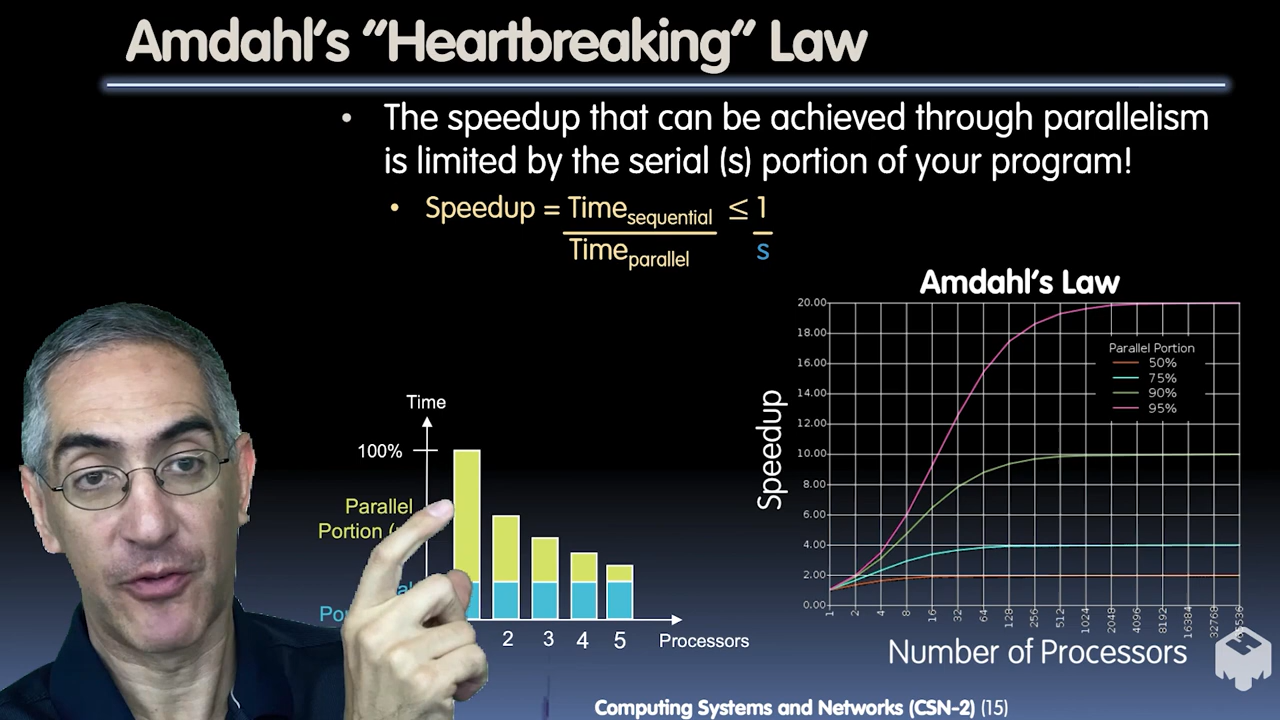 Amdahl's "Heartbreaking" Law
• The speedup that can be achieved through parallelism
is limited by the serial (s) portion of your program!
• Speedup = Time sequential ≤ 1
Time parallel s
Time
100%
Parallel
Portion
Processors
2 3 4 5
Amdahl's Law
Speedup
20.00
18.00
16.00
14.00
12.00
10.00
8.00
6.00
4.00
2.00
0.00
Parallel Portion
50%
75%
90%
95%
1 2 4 8 16 32 64 128 256 512 1024 2048 4096 8192 16384 32768
Number of Processors
Computing Systems and Networks (CSN-2) (15)